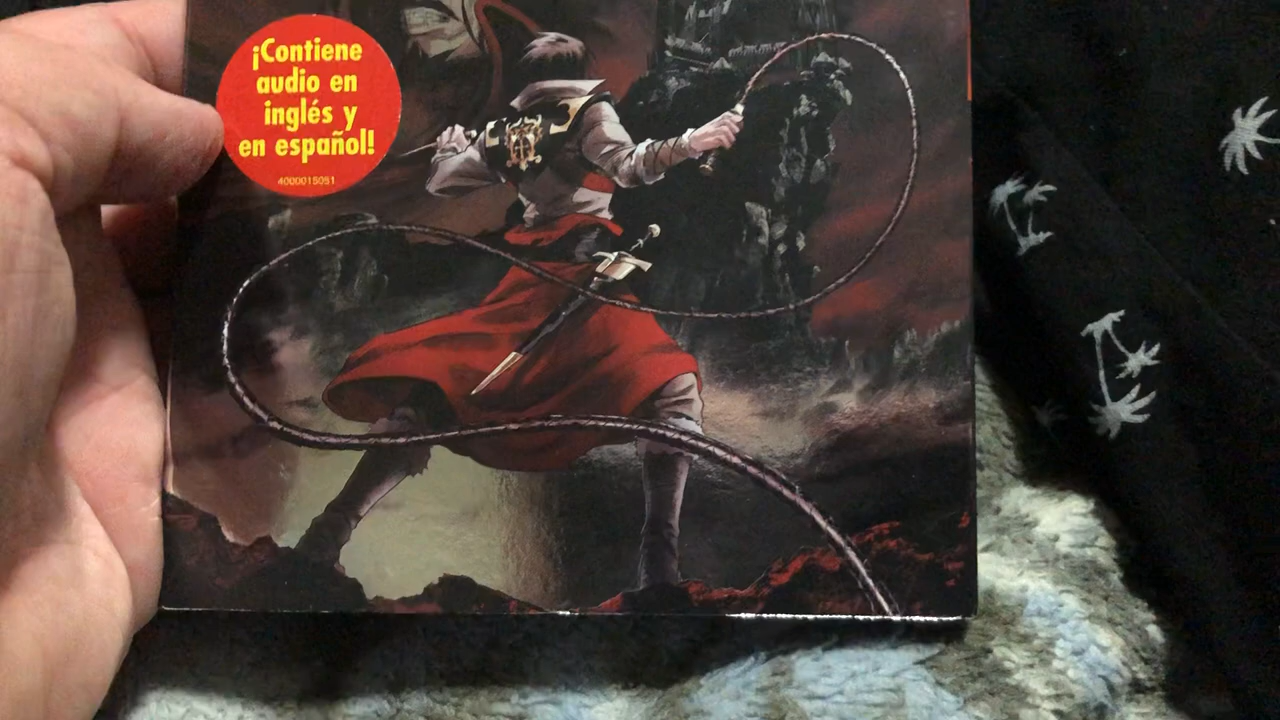 ¡Contiene
audio en
inglés y
en español!
4000015051